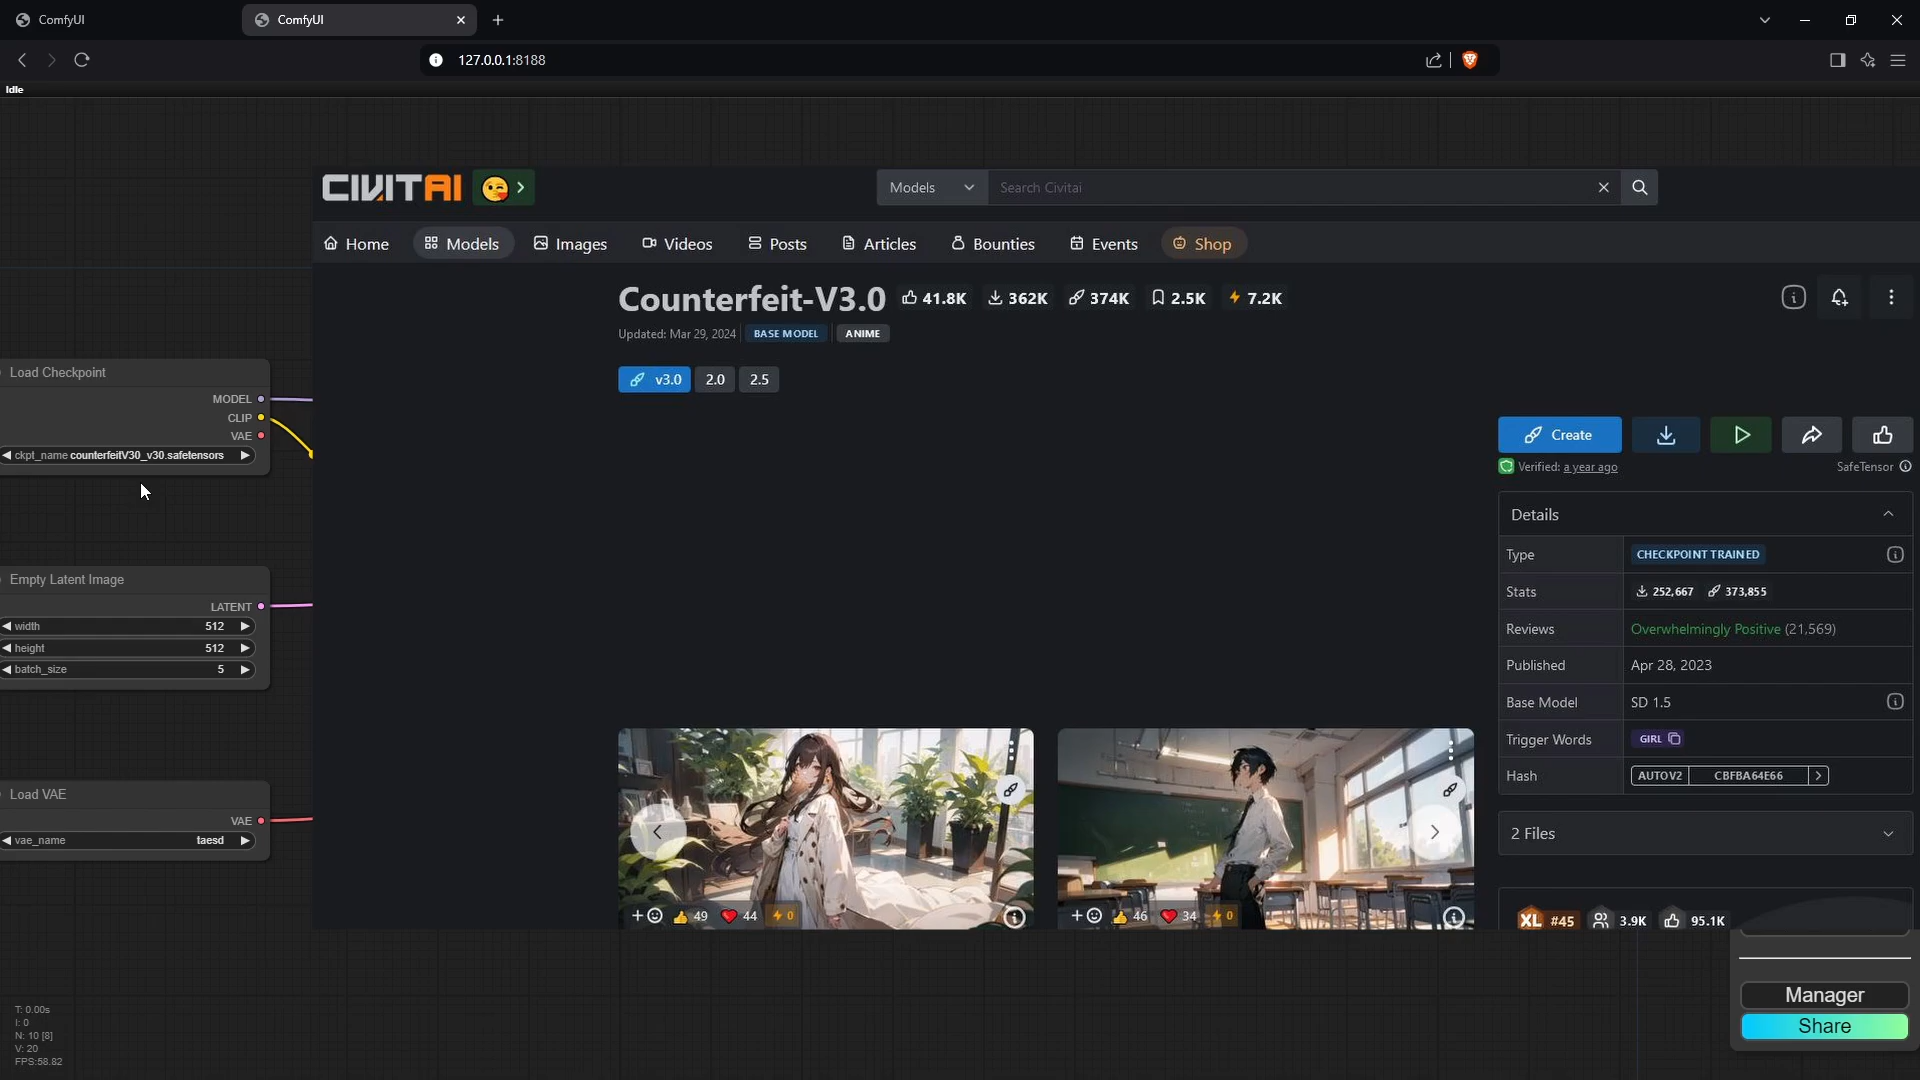 ComfyUI
ComfyUI
127.0.0.1:8188
Idle
CIVITAI
Models
Search Civitai
Home
Models
Images
Videos
Posts
Articles
Bounties
Events
Shop
Counterfeit-V3.0
41.8K
362K
374K
2.5K
7.2K
Updated: Mar 29, 2024
BASE MODEL
ANIME
v3.0
2.0
2.5
Load Checkpoint
MODEL
CLIP
VAE
ckpt_name counterfeitV30_v30.safetensors
Empty Latent Image
LATENT
width 512
height 512
batch_size 5
Load VAE
VAE
vae_name taesd
Create
Verified: a year ago
SafeTensor
Details
Type CHECKPOINT TRAINED
Stats 252,667 373,855
Reviews Overwhelmingly Positive (21,569)
Published Apr 28, 2023
Base Model SD 1.5
Trigger Words GIRL
Hash AUTOV2 CBFBA64E66
2 Files
49 44 0
46 34 0
XL #45 3.9K 95.1K
Manager
Share
T: 0.00s
I: 0
N: 10 [8]
V: 20
FPS:58.82